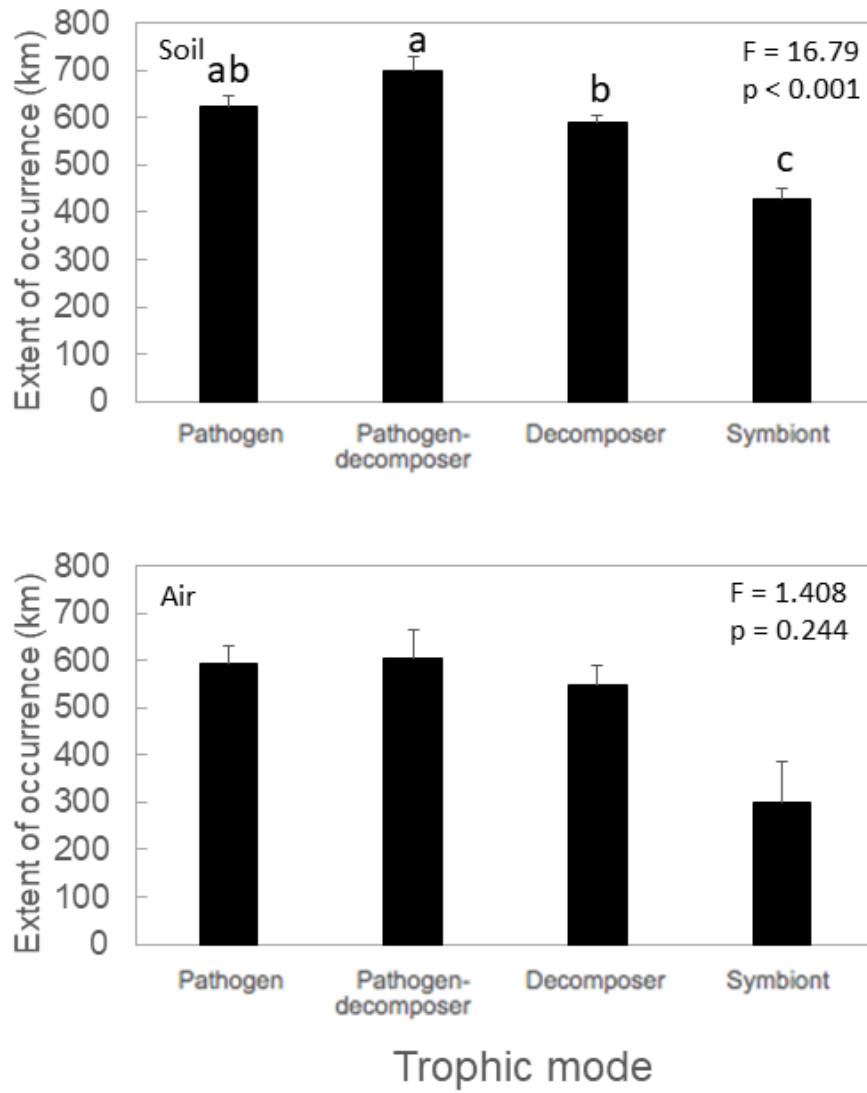 Extent of occurrence (km)
800
700
600
500
400
300
200
100
0
Soil
ab
a
b
c
F = 16.79
p < 0.001
Pathogen
Pathogen-
decomposer
Decomposer
Symbiont
Extent of occurrence (km)
800
700
600
500
400
300
200
100
0
Air
F = 1.408
p = 0.244
Pathogen
Pathogen-
decomposer
Decomposer
Symbiont
Trophic mode